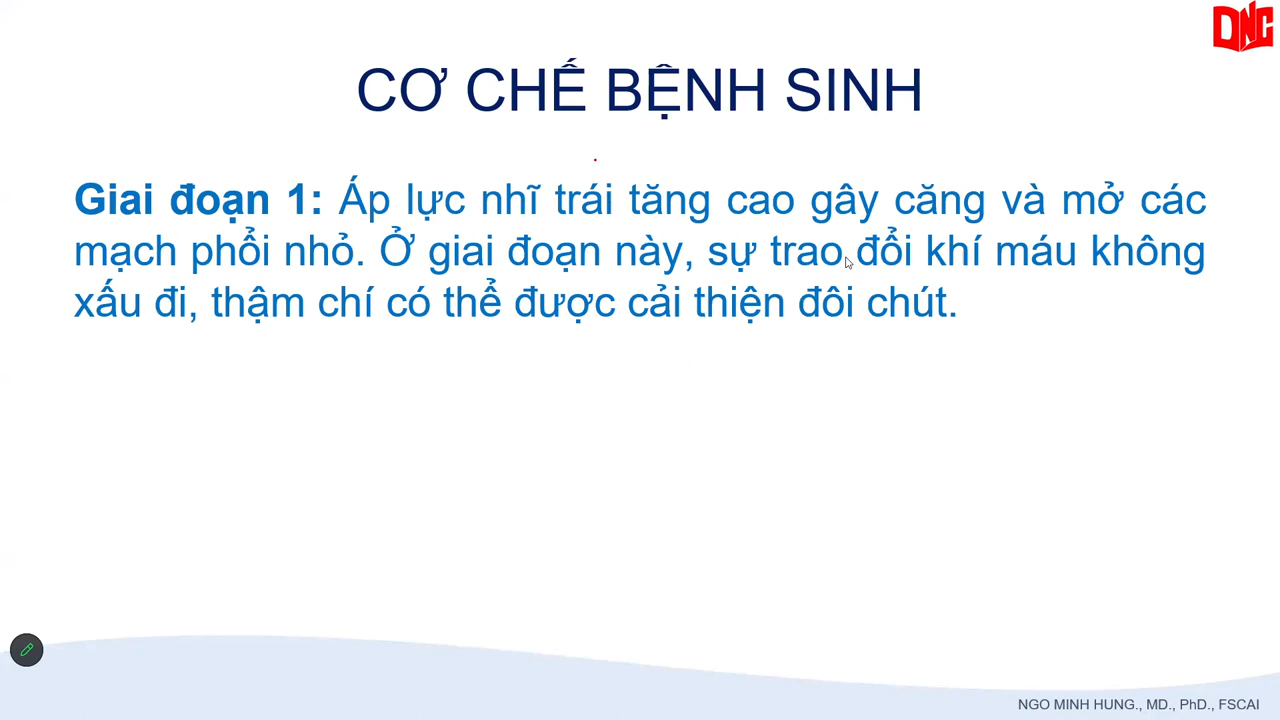 DNC
CƠ CHẾ BỆNH SINH
Giai đoạn 1: Áp lực nhĩ trái tăng cao gây căng và mở các
mạch phổi nhỏ. Ở giai đoạn này, sự trao đổi khí máu không
xấu đi, thậm chí có thể được cải thiện đôi chút.
NGO MINH HUNG., MD., PhD., FSCAI